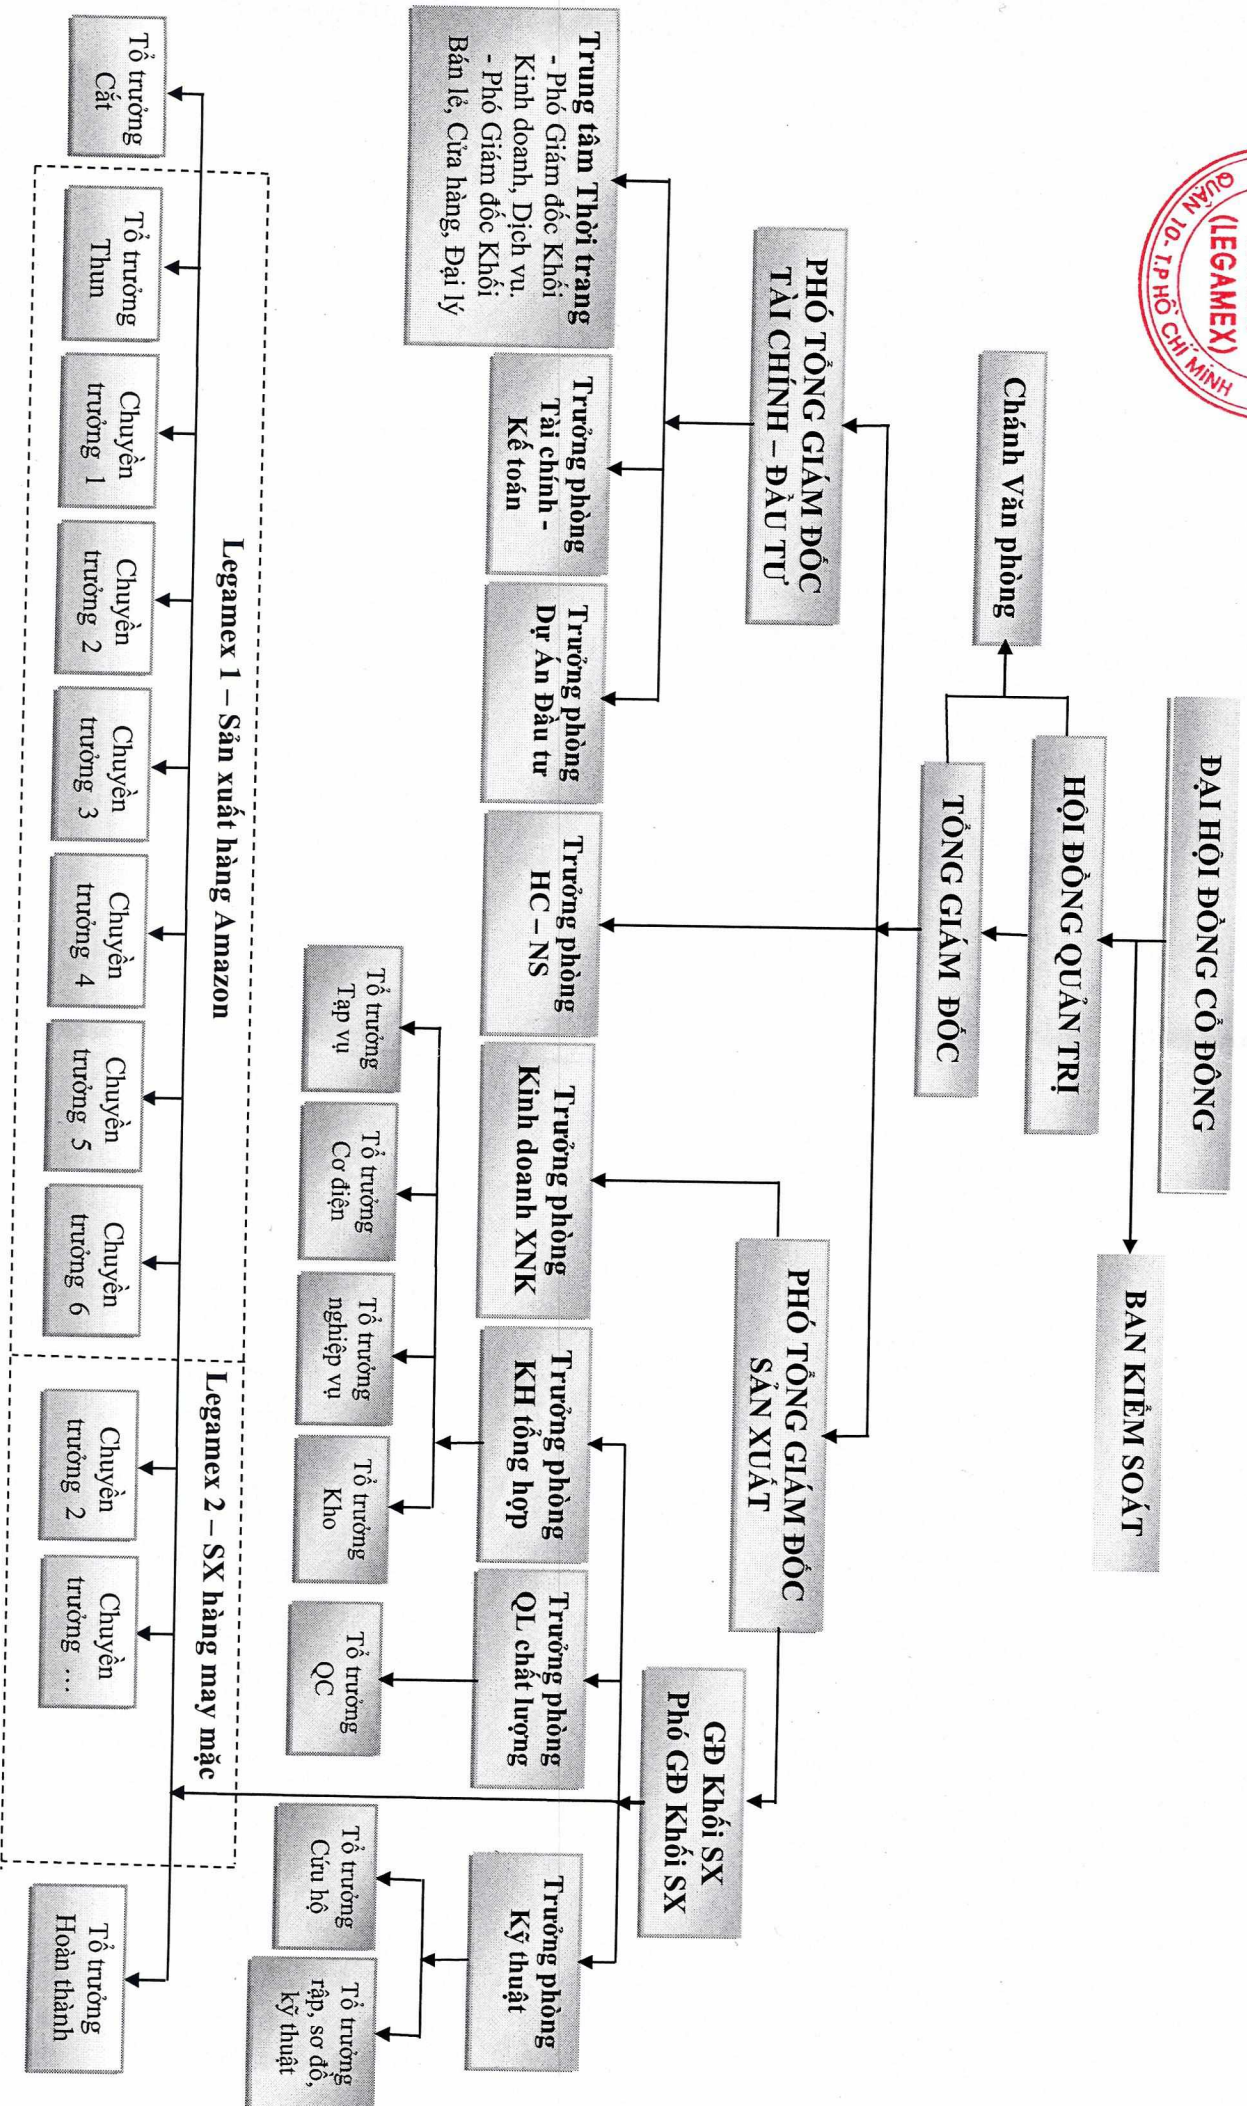 (LEGAMEX)
QUẬN 10- T.P HỒ CHÍ MINH
ĐẠI HỘI ĐỒNG CỔ ĐÔNG
BAN KIỂM SOÁT
HỘI ĐỒNG QUẢN TRỊ
Chánh Văn phòng
TỔNG GIÁM ĐỐC
PHÓ TỔNG GIÁM ĐỐC
TÀI CHÍNH – ĐẦU TƯ
PHÓ TỔNG GIÁM ĐỐC
SẢN XUẤT
GĐ Khối SX
Phó GĐ Khối SX
Trung tâm Thời trang
- Phó Giám đốc Khối
Kinh doanh, Dịch vụ.
- Phó Giám đốc Khối
Bán lẻ, Cửa hàng, Đại lý
Trưởng phòng
Tài chính -
Kế toán
Trưởng phòng
Dự Án Đầu tư
Trưởng phòng
HC – NS
Trưởng phòng
Kinh doanh XNK
Trưởng phòng
KH tổng hợp
Trưởng phòng
QL chất lượng
Trưởng phòng
Kỹ thuật
Tổ trưởng
Tạp vụ
Tổ trưởng
Cơ điện
Tổ trưởng
nghiệp vụ
Tổ trưởng
Kho
Tổ trưởng
QC
Tổ trưởng
Cứu hộ
Tổ trưởng
rập, sơ đồ,
kỹ thuật
Legamex 1 – Sản xuất hàng Amazon
Legamex 2 – SX hàng may mặc
Tổ trưởng
Cắt
Tổ trưởng
Thun
Chuyền
trưởng 1
Chuyền
trưởng 2
Chuyền
trưởng 3
Chuyền
trưởng 4
Chuyền
trưởng 5
Chuyền
trưởng 6
Chuyền
trưởng 2
Chuyền
trưởng ...
Tổ trưởng
Hoàn thành